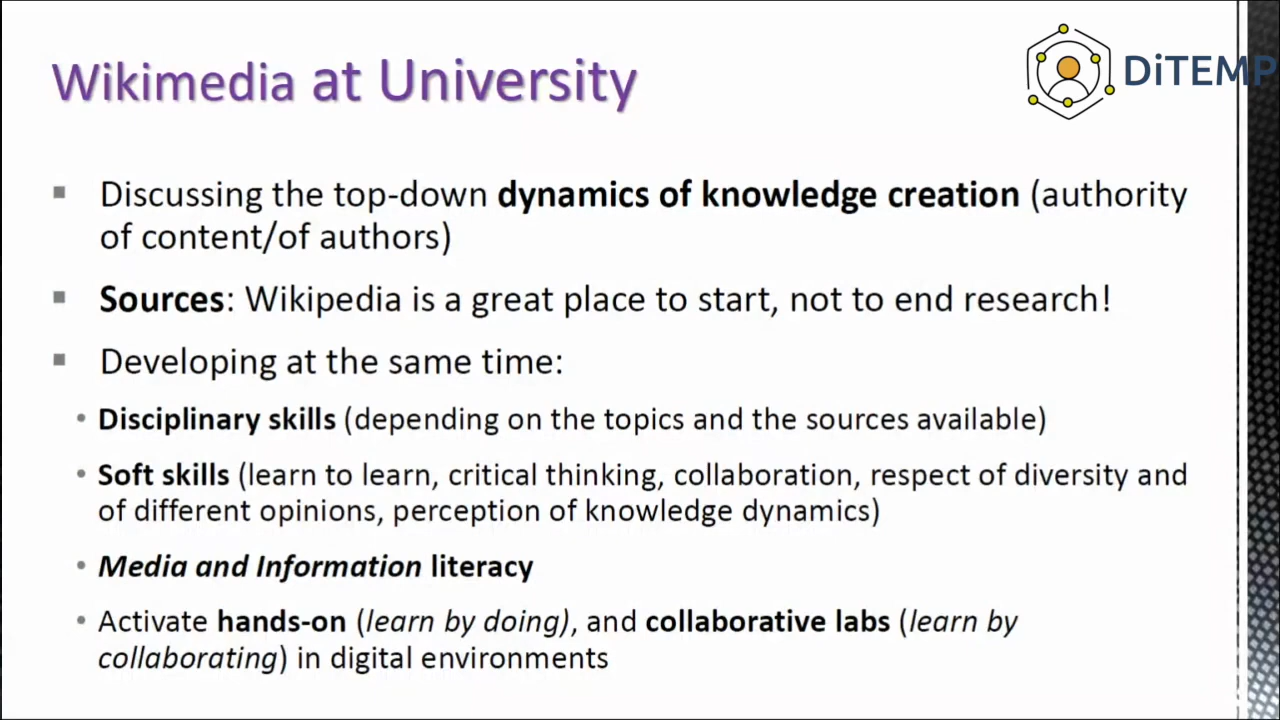 Wikimedia at University
DiTEMP
Discussing the top-down dynamics of knowledge creation (authority
of content/of authors)
Sources: Wikipedia is a great place to start, not to end research!
Developing at the same time:
Disciplinary skills (depending on the topics and the sources available)
Soft skills (learn to learn, critical thinking, collaboration, respect of diversity and
of different opinions, perception of knowledge dynamics)
Media and Information literacy
Activate hands-on (learn by doing), and collaborative labs (learn by
collaborating) in digital environments